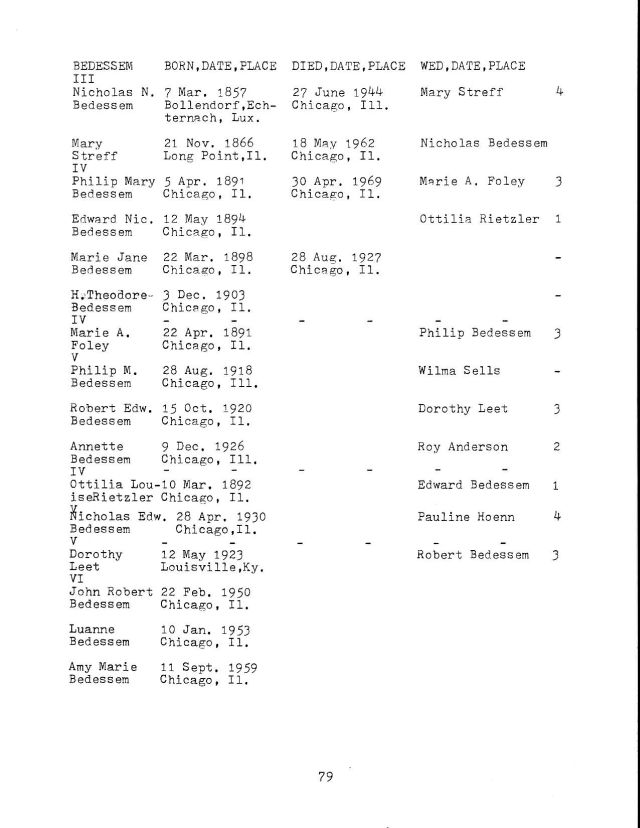 BEDESSEM BORN,DATE,PLACE DIED,DATE,PLACE WED,DATE,PLACE
III
Nicholas N. 7 Mar. 1857 27 June 1944 Mary Streff 4
Bedessem Bollendorf,Ech- Chicago, Ill.
ternach, Lux.
Mary 21 Nov. 1866 18 May 1962 Nicholas Bedessem
Streff Long Point,Il. Chicago, Il.
IV
Philip Mary 5 Apr. 1891 30 Apr. 1969 Marie A. Foley 3
Bedessem Chicago, Il. Chicago, Il.
Edward Nic. 12 May 1894 Ottilia Rietzler 1
Bedessem Chicago, Il.
Marie Jane 22 Mar. 1898 28 Aug. 1927 -
Bedessem Chicago, Il. Chicago, Il.
H.Theodore- 3 Dec. 1903 -
Bedessem Chicago, Il.
IV - - - - - -
Marie A. 22 Apr. 1891 Philip Bedessem 3
Foley Chicago, Il.
V
Philip M. 28 Aug. 1918 Wilma Sells -
Bedessem Chicago, Ill.
Robert Edw. 15 Oct. 1920 Dorothy Leet 3
Bedessem Chicago, Il.
Annette 9 Dec. 1926 Roy Anderson 2
Bedessem Chicago, Ill.
IV - - - - - -
Ottilia Lou-10 Mar. 1892 Edward Bedessem 1
iseRietzler Chicago, Il.
V
Nicholas Edw. 28 Apr. 1930 Pauline Hoenn 4
Bedessem Chicago,Il.
V - - - - - -
Dorothy 12 May 1923 Robert Bedessem 3
Leet Louisville,Ky.
VI
John Robert 22 Feb. 1950
Bedessem Chicago, Il.
Luanne 10 Jan. 1953
Bedessem Chicago, Il.
Amy Marie 11 Sept. 1959
Bedessem Chicago, Il.
79